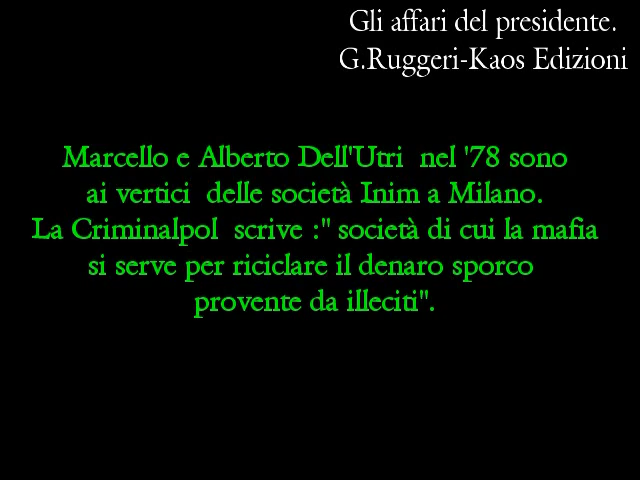 Gli affari del presidente.
G.Ruggeri-Kaos Edizioni
Marcello e Alberto Dell'Utri nel '78 sono
ai vertici delle società Inim a Milano.
La Criminalpol scrive :" società di cui la mafia
si serve per riciclare il denaro sporco
provente da illeciti".